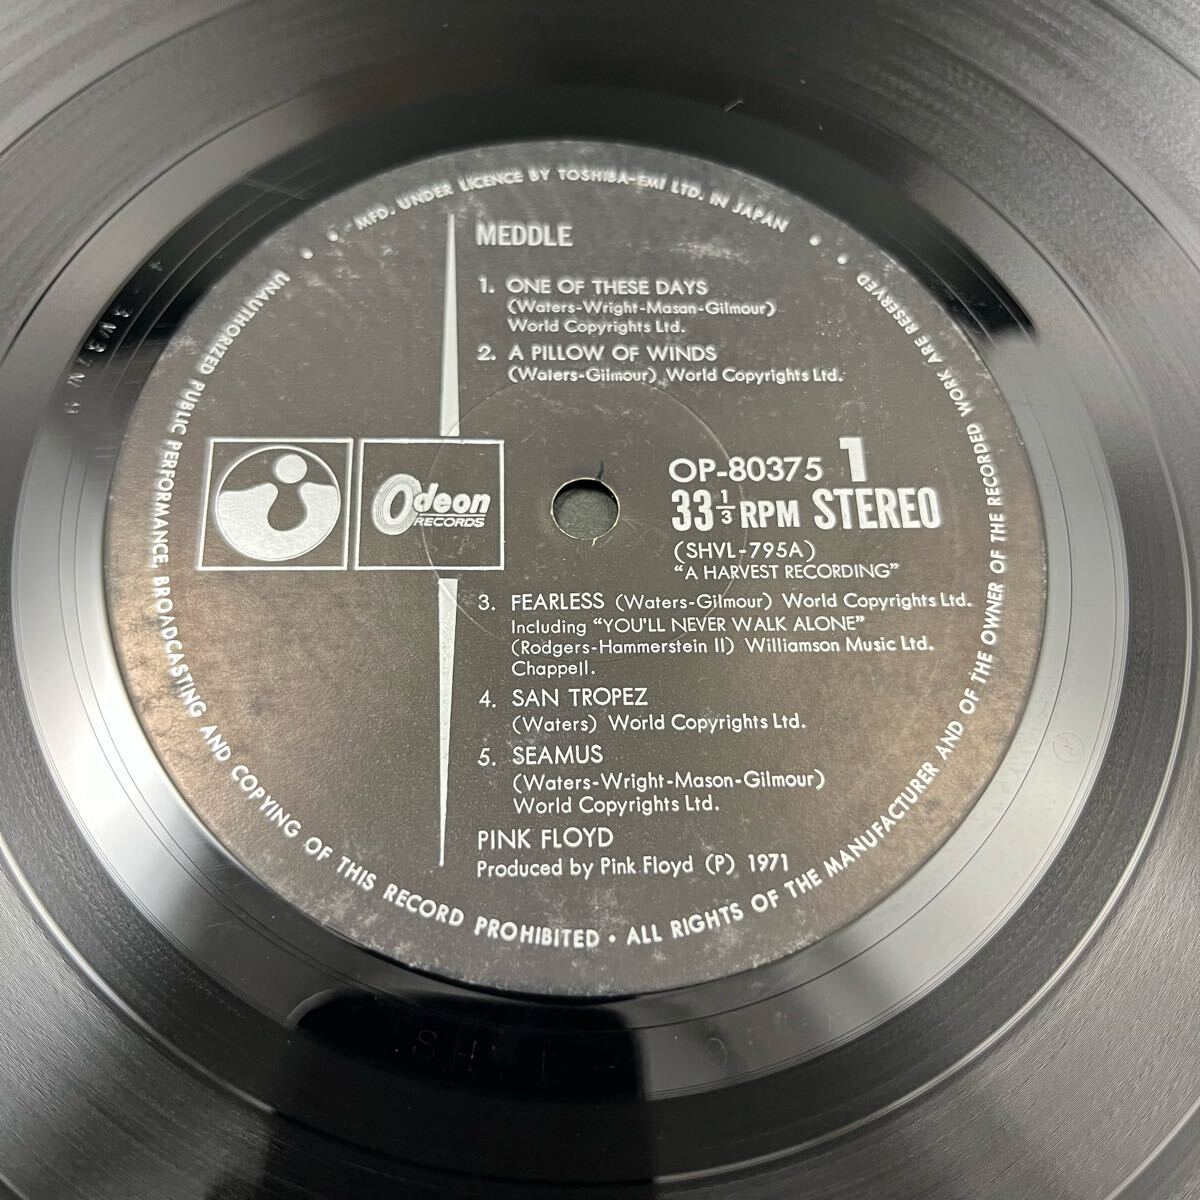 MFD. UNDER LICENCE BY TOSHIBA-EMI LTD. IN JAPAN
MEDDLE
1. ONE OF THESE DAYS
(Waters-Wright-Masan-Gilmour)
World Copyrights Ltd.
2. A PILLOW OF WINDS
(Waters-Gilmour) World Copyrights Ltd.
Odeon
RECORDS
OP-80375 1
33 1/3 RPM STEREO
(SHVL-795A)
"A HARVEST RECORDING"
3. FEARLESS (Waters-Gilmour) World Copyrights Ltd.
Including "YOU'LL NEVER WALK ALONE"
(Rodgers-Hammerstein II) Williamson Music Ltd.
Chappell.
4. SAN TROPEZ
(Waters) World Copyrights Ltd.
5. SEAMUS
(Waters-Wright-Mason-Gilmour)
World Copyrights Ltd.
PINK FLOYD
Produced by Pink Floyd (P) 1971
UNAUTHORIZED PUBLIC PERFORMANCE, BROADCASTING AND COPYING OF THIS RECORD PROHIBITED • ALL RIGHTS OF THE MANUFACTURER AND OF THE OWNER OF THE RECORDED WORK ARE RESERVED